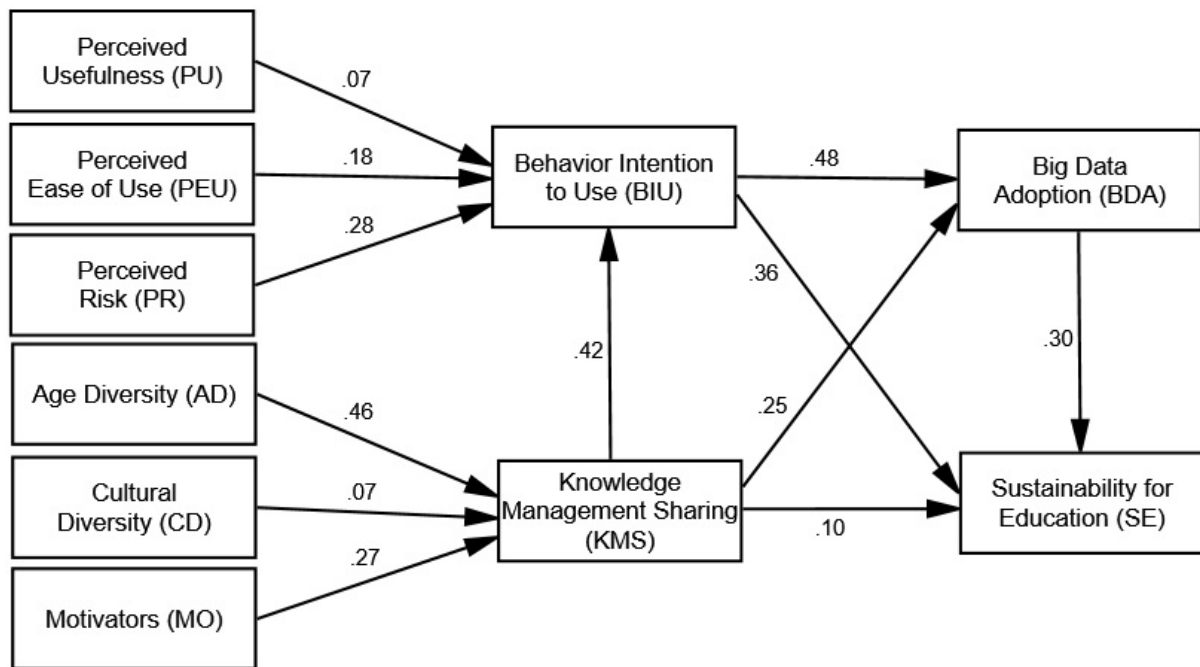 Perceived
Usefulness (PU)
Perceived
Ease of Use (PEU)
Perceived
Risk (PR)
Age Diversity (AD)
Cultural
Diversity (CD)
Motivators (MO)
.07
.18
.28
.46
.07
.27
Behavior Intention
to Use (BIU)
.42
Knowledge
Management Sharing
(KMS)
.48
.36
.25
.10
Big Data
Adoption (BDA)
.30
Sustainability for
Education (SE)